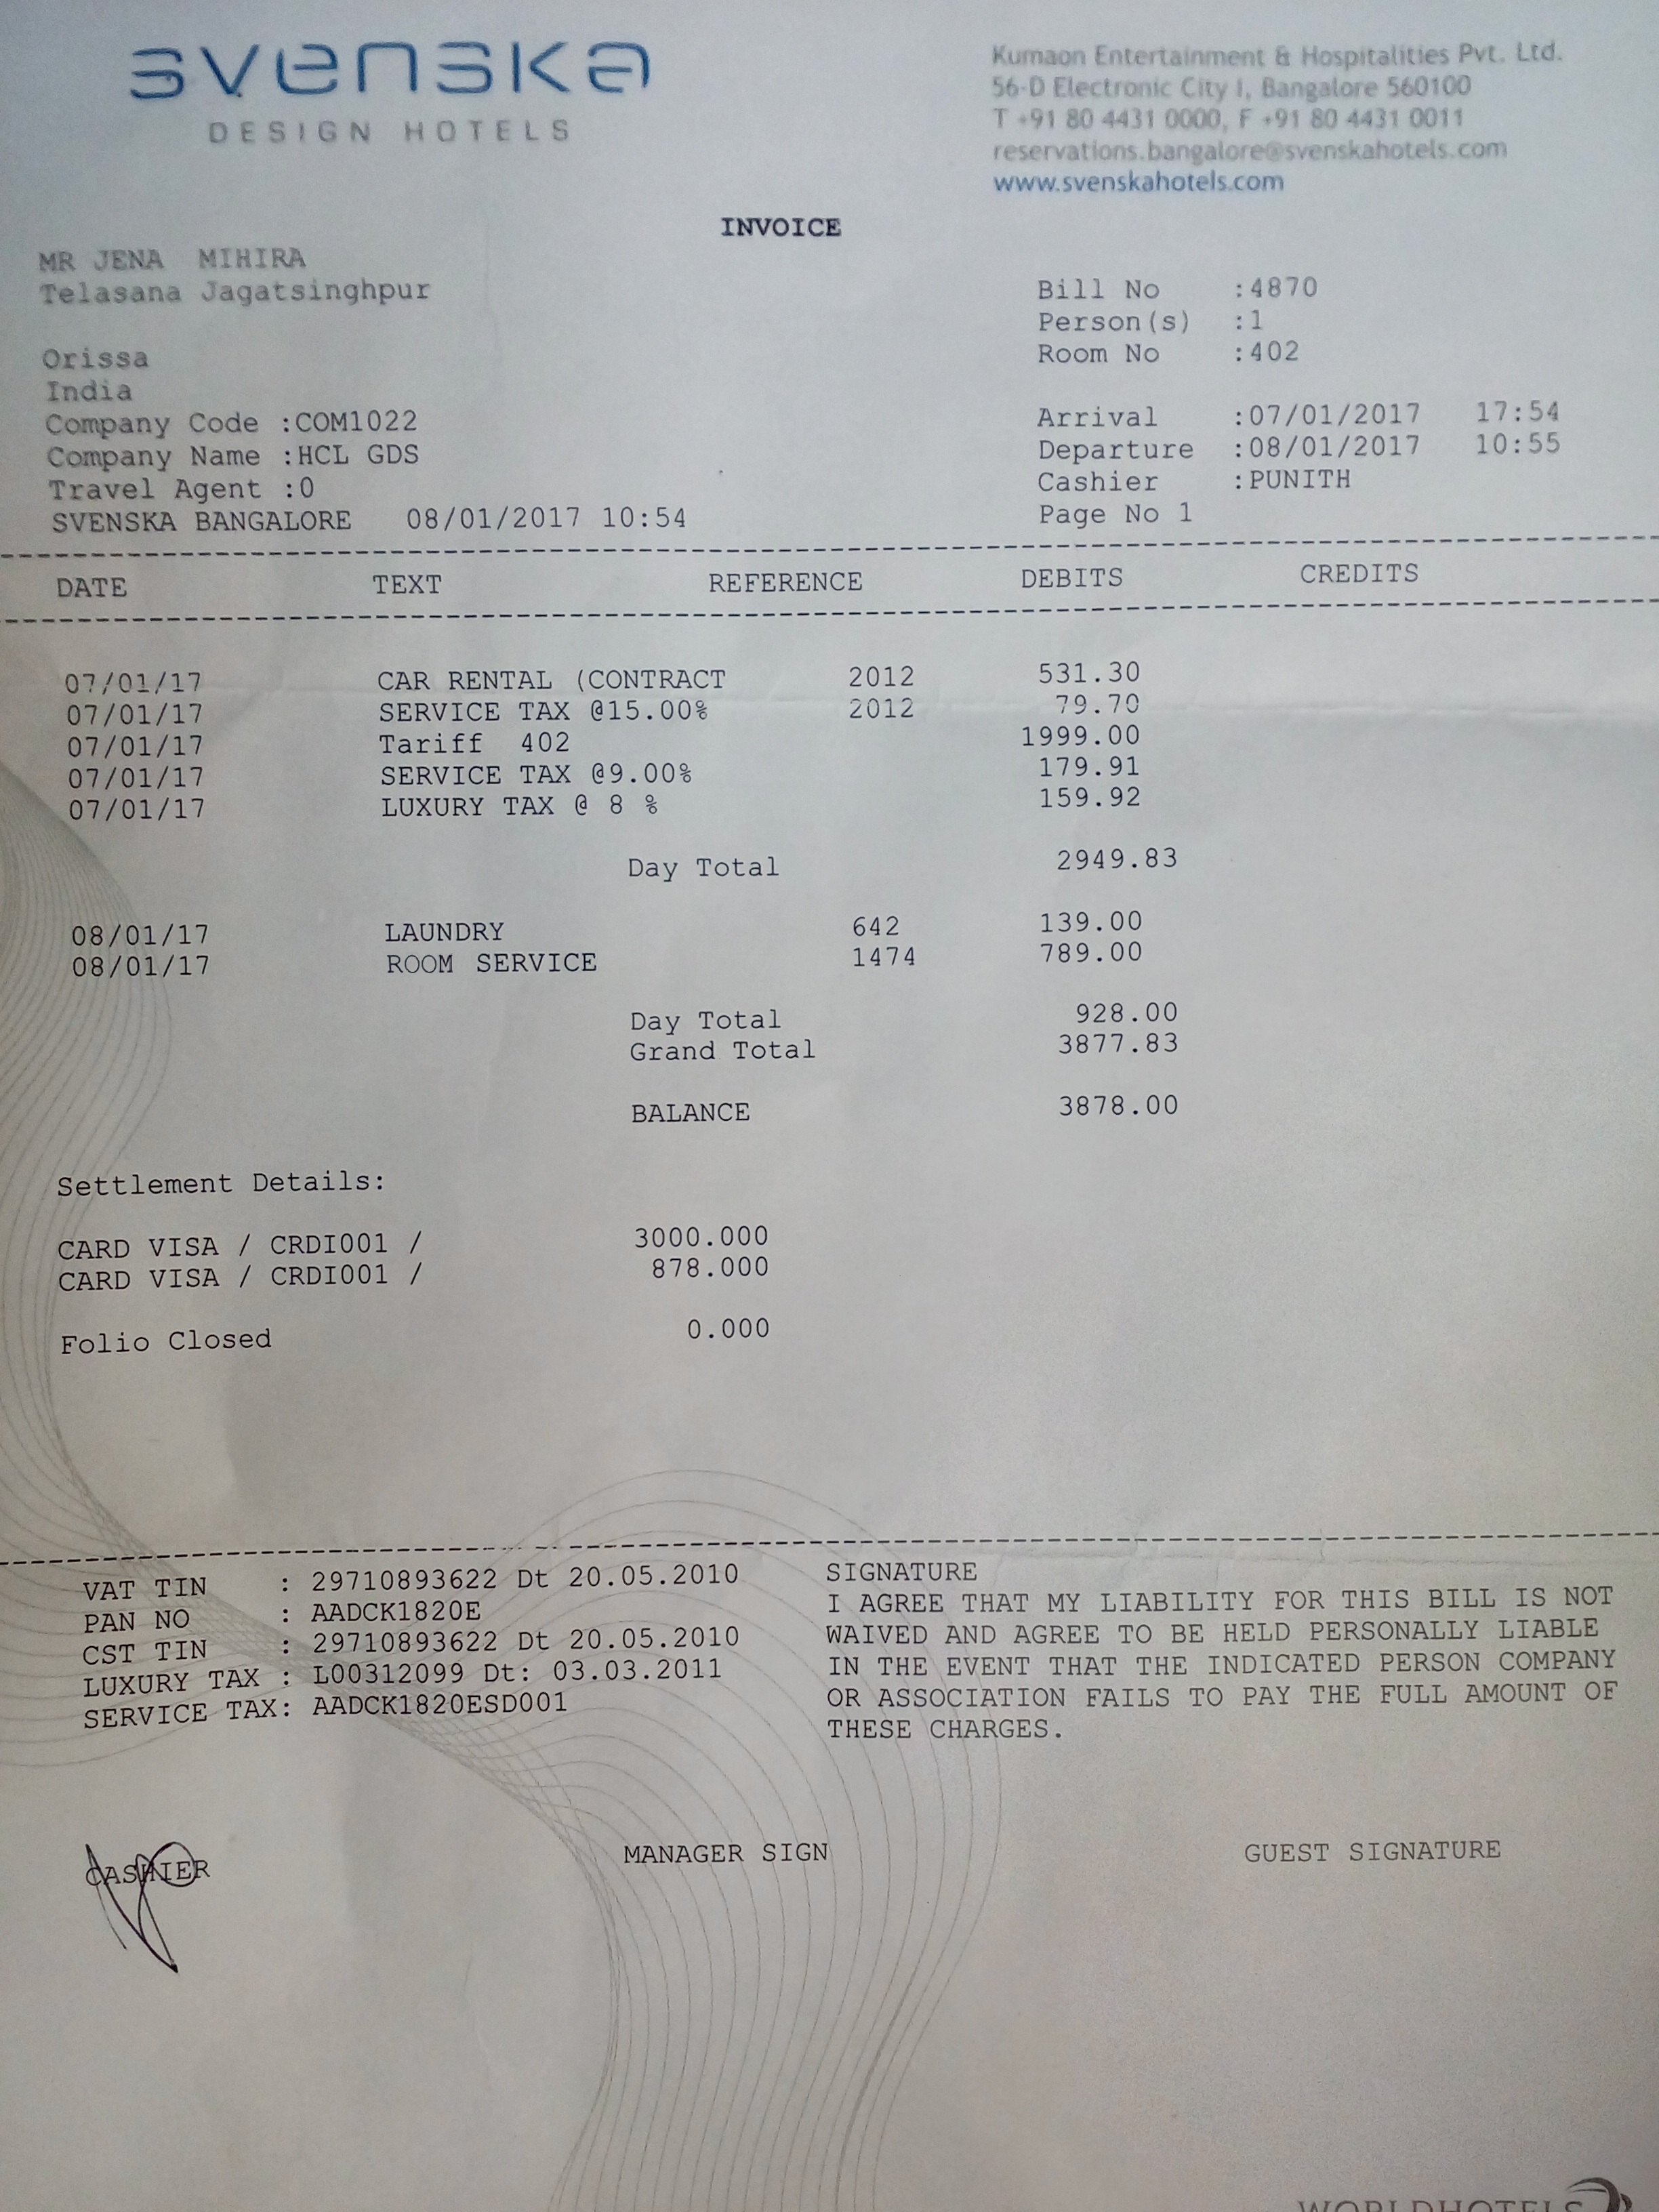 svenska
DESIGN HOTELS
Kumaon Entertainment & Hospitalities Pvt. Ltd.
56-D Electronic City I, Bangalore 560100
T +91 80 4431 0000, F +91 80 4431 0011
reservations.bangalore@svenskahotels.com
www.svenskahotels.com
INVOICE
MR JENA MIHIRA
Telasana Jagatsinghpur
Orissa
India
Company Code :COM1022
Company Name :HCL GDS
Travel Agent :0
SVENSKA BANGALORE 08/01/2017 10:54
Bill No :4870
Person(s) :1
Room No :402
Arrival :07/01/2017 17:54
Departure :08/01/2017 10:55
Cashier :PUNITH
Page No 1
DATE TEXT REFERENCE DEBITS CREDITS
07/01/17 CAR RENTAL (CONTRACT 2012 531.30
07/01/17 SERVICE TAX @15.00% 2012 79.70
07/01/17 Tariff 402 1999.00
07/01/17 SERVICE TAX @9.00% 179.91
07/01/17 LUXURY TAX @ 8 % 159.92
Day Total 2949.83
08/01/17 LAUNDRY 642 139.00
08/01/17 ROOM SERVICE 1474 789.00
Day Total 928.00
Grand Total 3877.83
BALANCE 3878.00
Settlement Details:
CARD VISA / CRDI001 / 3000.000
CARD VISA / CRDI001 / 878.000
Folio Closed 0.000
VAT TIN : 29710893622 Dt 20.05.2010
PAN NO : AADCK1820E
CST TIN : 29710893622 Dt 20.05.2010
LUXURY TAX : L00312099 Dt: 03.03.2011
SERVICE TAX: AADCK1820ESD001
SIGNATURE
I AGREE THAT MY LIABILITY FOR THIS BILL IS NOT
WAIVED AND AGREE TO BE HELD PERSONALLY LIABLE
IN THE EVENT THAT THE INDICATED PERSON COMPANY
OR ASSOCIATION FAILS TO PAY THE FULL AMOUNT OF
THESE CHARGES.
CASHIER MANAGER SIGN GUEST SIGNATURE
WORLDHOTELS